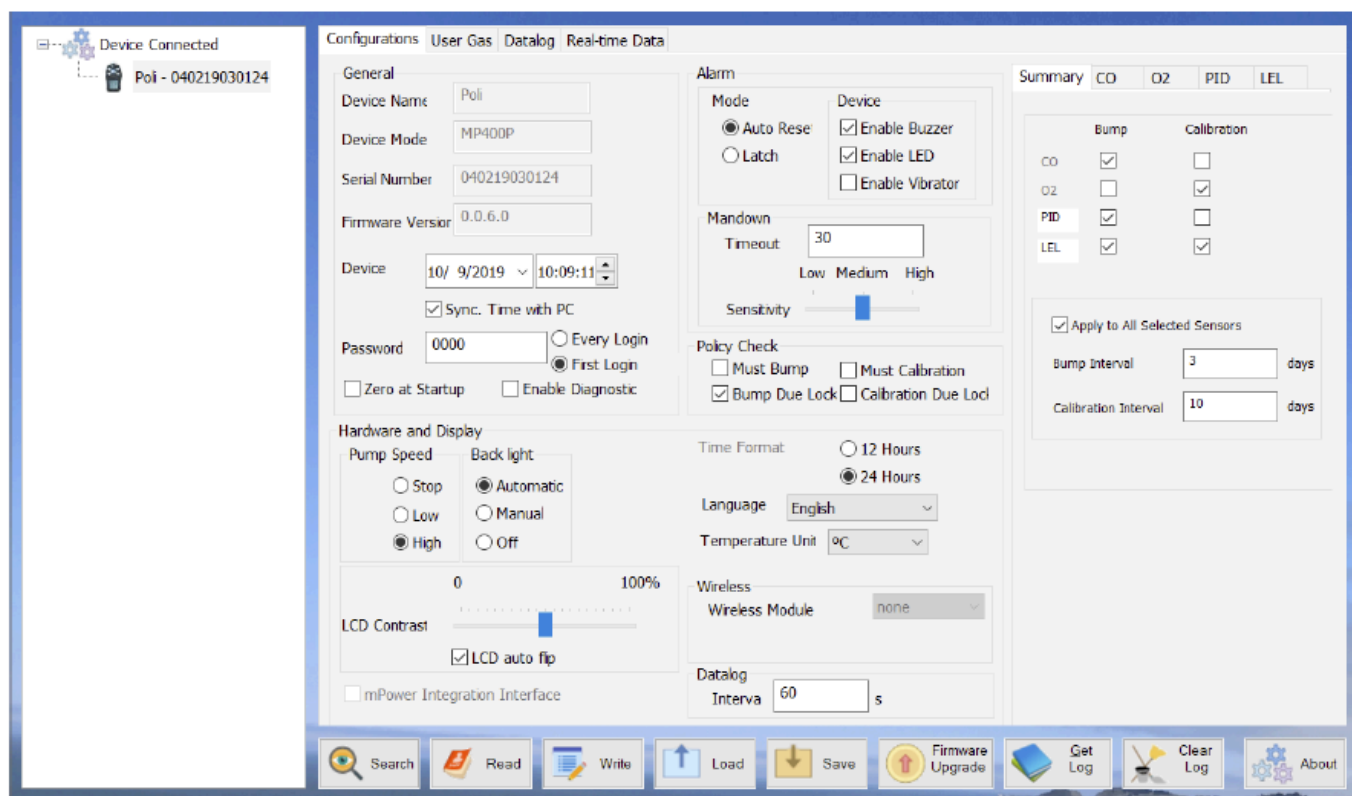 Device Connected
Poli - 040219030124
Configurations User Gas Datalog Real-time Data
General
Device Name Poli
Device Mode MP400P
Serial Number 040219030124
Firmware Versior 0.0.6.0
Device 10/ 9/2019 10:09:11
Sync. Time with PC
Password 0000
Every Login
First Login
Zero at Startup Enable Diagnostic
Alarm
Mode
Auto Rese
Latch
Device
Enable Buzzer
Enable LED
Enable Vibrator
Mandown
Timeout 30
Low Medium High
Sensitivity
Policy Check
Must Bump Must Calibration
Bump Due Lock Calibration Due Locl
Hardware and Display
Pump Speed
Stop
Low
High
Back light
Automatic
Manual
Off
0 100%
LCD Contrast
LCD auto flip
mPower Integration Interface
Time Format 12 Hours
24 Hours
Language English
Temperature Unit ºC
Wireless
Wireless Module none
Datalog
Interva 60 s
Summary CO O2 PID LEL
Bump Calibration
CO
O2
PID
LEL
Apply to All Selected Sensors
Bump Interval 3 days
Calibration Interval 10 days
Search Read Write Load Save Firmware Upgrade Get Log Clear Log About